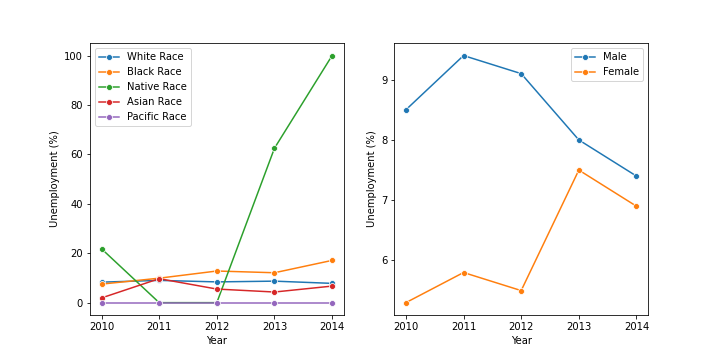 White Race
Black Race
Native Race
Asian Race
Pacific Race
Unemployment (%)
100
80
60
40
20
0
2010 2011 2012 2013 2014
Year
Male
Female
Unemployment (%)
9
8
7
6
2010 2011 2012 2013 2014
Year